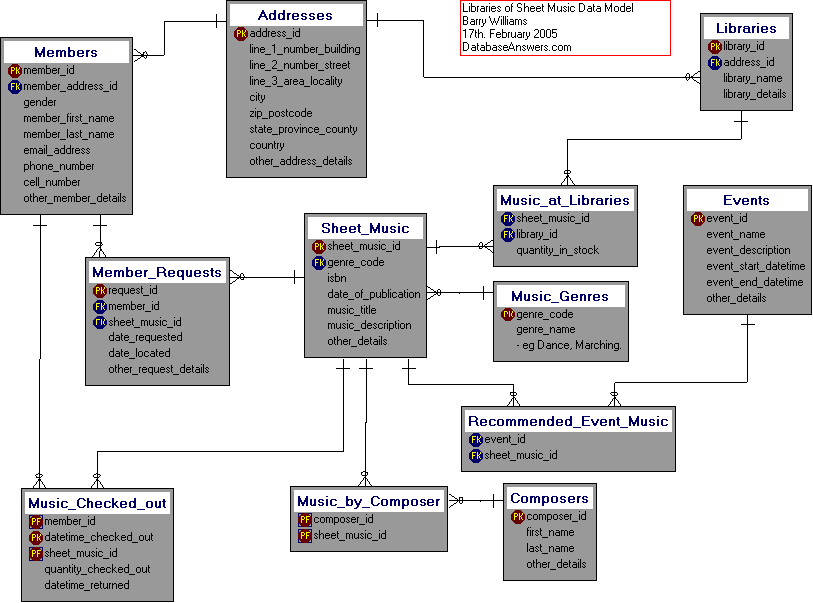 Libraries of Sheet Music Data Model
Barry Williams
17th. February 2005
DatabaseAnswers.com
Addresses
PK address_id
line_1_number_building
line_2_number_street
line_3_area_locality
city
zip_postcode
state_province_county
country
other_address_details
Members
PK member_id
FK member_address_id
gender
member_first_name
member_last_name
email_address
phone_number
cell_number
other_member_details
Libraries
PK library_id
FK address_id
library_name
library_details
Music_at_Libraries
FK sheet_music_id
FK library_id
quantity_in_stock
Events
PK event_id
event_name
event_description
event_start_datetime
event_end_datetime
other_details
Sheet_Music
PK sheet_music_id
FK genre_code
isbn
date_of_publication
music_title
music_description
other_details
Member_Requests
PK request_id
FK member_id
FK sheet_music_id
date_requested
date_located
other_request_details
Music_Genres
PK genre_code
genre_name
- eg Dance, Marching.
Recommended_Event_Music
FK event_id
FK sheet_music_id
Music_Checked_out
PF member_id
PK datetime_checked_out
PF sheet_music_id
quantity_checked_out
datetime_returned
Music_by_Composer
PF composer_id
PF sheet_music_id
Composers
PK composer_id
first_name
last_name
other_details